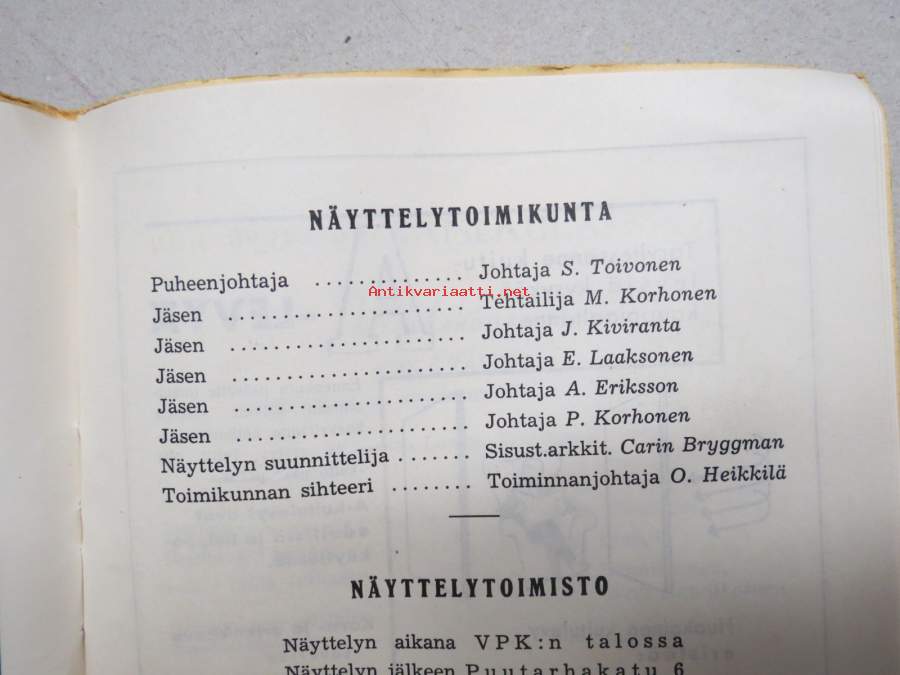 NÄYTTELYTOIMIKUNTA
Puheenjohtaja ............... Johtaja S. Toivonen
Antikvariaatti.net
Jäsen ........................ Tehtailija M. Korhonen
Jäsen ........................ Johtaja J. Kiviranta
Jäsen ........................ Johtaja E. Laaksonen
Jäsen ........................ Johtaja A. Eriksson
Jäsen ........................ Johtaja P. Korhonen
Näyttelyn suunnittelija ....... Sisust.arkkit. Carin Bryggman
Toimikunnan sihteeri ........ Toiminnanjohtaja O. Heikkilä
NÄYTTELYTOIMISTO
Näyttelyn aikana VPK:n talossa
Näyttelyn jälkeen Puutarhakatu 6